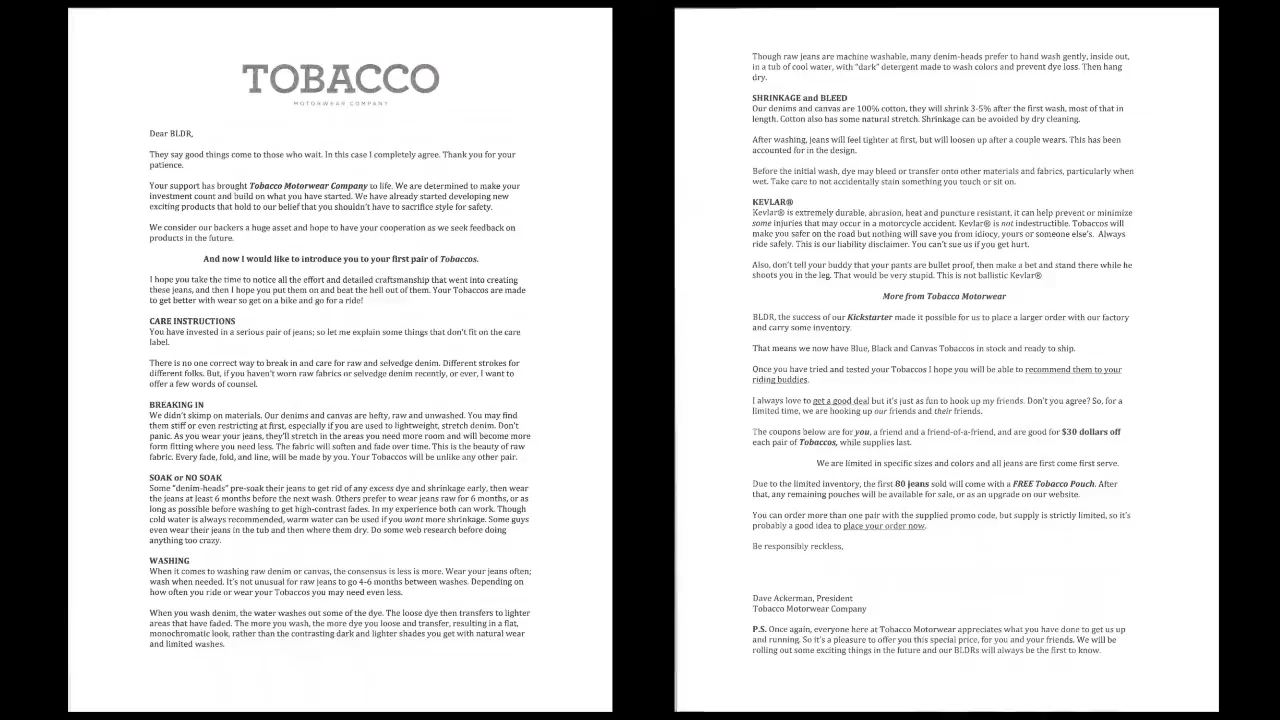 TOBACCO
MOTORWEAR COMPANY
Dear BLDR,
They say good things come to those who wait. In this case I completely agree. Thank you for your
patience.
Your support has brought Tobacco Motorwear Company to life. We are determined to make your
investment count and build on what you have started. We have already started developing new
exciting products that hold to our belief that you shouldn't have to sacrifice style for safety.
We consider our backers a huge asset and hope to have your cooperation as we seek feedback on
products in the future.
And now I would like to introduce you to your first pair of Tobaccos.
I hope you take the time to notice all the effort and detailed craftsmanship that went into creating
these jeans, and then I hope you put them on and beat the hell out of them. Your Tobaccos are made
to get better with wear so get on a bike and go for a ride!
CARE INSTRUCTIONS
You have invested in a serious pair of jeans; so let me explain some things that don't fit on the care
label.
There is no one correct way to break in and care for raw and selvedge denim. Different strokes for
different folks. But, if you haven't worn raw fabrics or selvedge denim recently, or ever, I want to
offer a few words of counsel.
BREAKING IN
We didn't skimp on materials. Our denims and canvas are hefty, raw and unwashed. You may find
them stiff or even restricting at first, especially if you are used to lightweight, stretch denim. Don't
panic. As you wear your jeans, they'll stretch in the areas you need more room and will become more
form fitting where you need less. The fabric will soften and fade over time. This is the beauty of raw
fabric. Every fade, fold, and line, will be made by you. Your Tobaccos will be unlike any other pair.
SOAK or NO SOAK
Some "denim-heads" pre-soak their jeans to get rid of any excess dye and shrinkage early, then wear
the jeans at least 6 months before the next wash. Others prefer to wear jeans raw for 6 months, or as
long as possible before washing to get high-contrast fades. In my experience both can work. Though
cold water is always recommended, warm water can be used if you want more shrinkage. Some guys
even wear their jeans in the tub and then where them dry. Do some web research before doing
anything too crazy.
WASHING
When it comes to washing raw denim or canvas, the consensus is less is more. Wear your jeans often;
wash when needed. It's not unusual for raw jeans to go 4-6 months between washes. Depending on
how often you ride or wear your Tobaccos you may need even less.
When you wash denim, the water washes out some of the dye. The loose dye then transfers to lighter
areas that have faded. The more you wash, the more dye you loose and transfer, resulting in a flat,
monochromatic look, rather than the contrasting dark and lighter shades you get with natural wear
and limited washes.
Though raw jeans are machine washable, many denim-heads prefer to hand wash gently, inside out,
in a tub of cool water, with "dark" detergent made to wash colors and prevent dye loss. Then hang
dry.
SHRINKAGE and BLEED
Our denims and canvas are 100% cotton, they will shrink 3-5% after the first wash, most of that in
length. Cotton also has some natural stretch. Shrinkage can be avoided by dry cleaning.
After washing, jeans will feel tighter at first, but will loosen up after a couple wears. This has been
accounted for in the design.
Before the initial wash, dye may bleed or transfer onto other materials and fabrics, particularly when
wet. Take care to not accidentally stain something you touch or sit on.
KEVLAR®
Kevlar® is extremely durable, abrasion, heat and puncture resistant, it can help prevent or minimize
some injuries that may occur in a motorcycle accident. Kevlar® is not indestructible. Tobaccos will
make you safer on the road but nothing will save you from idiocy, yours or someone else's. Always
ride safely. This is our liability disclaimer. You can't sue us if you get hurt.
Also, don't tell your buddy that your pants are bullet proof, then make a bet and stand there while he
shoots you in the leg. That would be very stupid. This is not ballistic Kevlar®
More from Tobacco Motorwear
BLDR, the success of our Kickstarter made it possible for us to place a larger order with our factory
and carry some inventory.
That means we now have Blue, Black and Canvas Tobaccos in stock and ready to ship.
Once you have tried and tested your Tobaccos I hope you will be able to recommend them to your
riding buddies.
I always love to get a good deal but it's just as fun to hook up my friends. Don't you agree? So, for a
limited time, we are hooking up our friends and their friends.
The coupons below are for you, a friend and a friend-of-a-friend, and are good for $30 dollars off
each pair of Tobaccos, while supplies last.
We are limited in specific sizes and colors and all jeans are first come first serve.
Due to the limited inventory, the first 80 jeans sold will come with a FREE Tobacco Pouch. After
that, any remaining pouches will be available for sale, or as an upgrade on our website.
You can order more than one pair with the supplied promo code, but supply is strictly limited, so it's
probably a good idea to place your order now.
Be responsibly reckless,
Dave Ackerman, President
Tobacco Motorwear Company
P.S. Once again, everyone here at Tobacco Motorwear appreciates what you have done to get us up
and running. So it's a pleasure to offer you this special price, for you and your friends. We will be
rolling out some exciting things in the future and our BLDRs will always be the first to know.